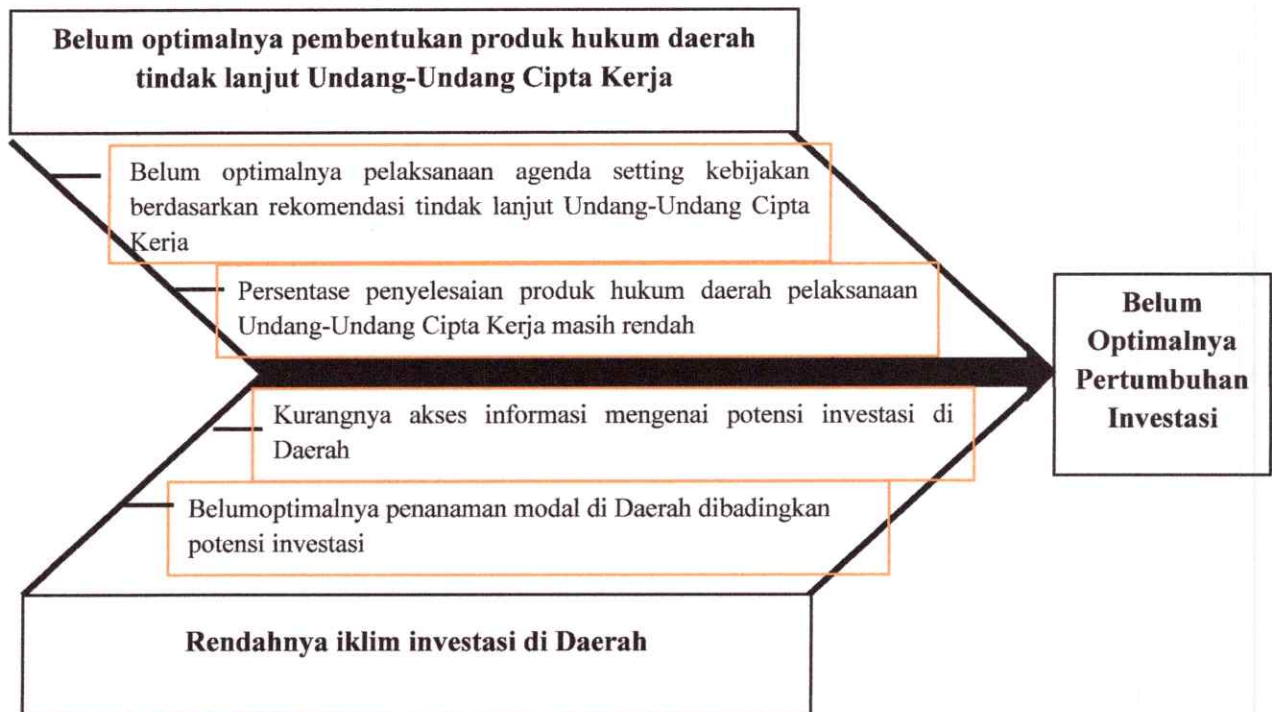 Belum optimalnya pembentukan produk hukum daerah
tindak lanjut Undang-Undang Cipta Kerja
Belum optimalnya pelaksanaan agenda setting kebijakan
berdasarkan rekomendasi tindak lanjut Undang-Undang Cipta
Kerja
Persentase penyelesaian produk hukum daerah pelaksanaan
Undang-Undang Cipta Kerja masih rendah
Belum
Optimalnya
Pertumbuhan
Investasi
Kurangnya akses informasi mengenai potensi investasi di
Daerah
Belumoptimalnya penanaman modal di Daerah dibadingkan
potensi investasi
Rendahnya iklim investasi di Daerah